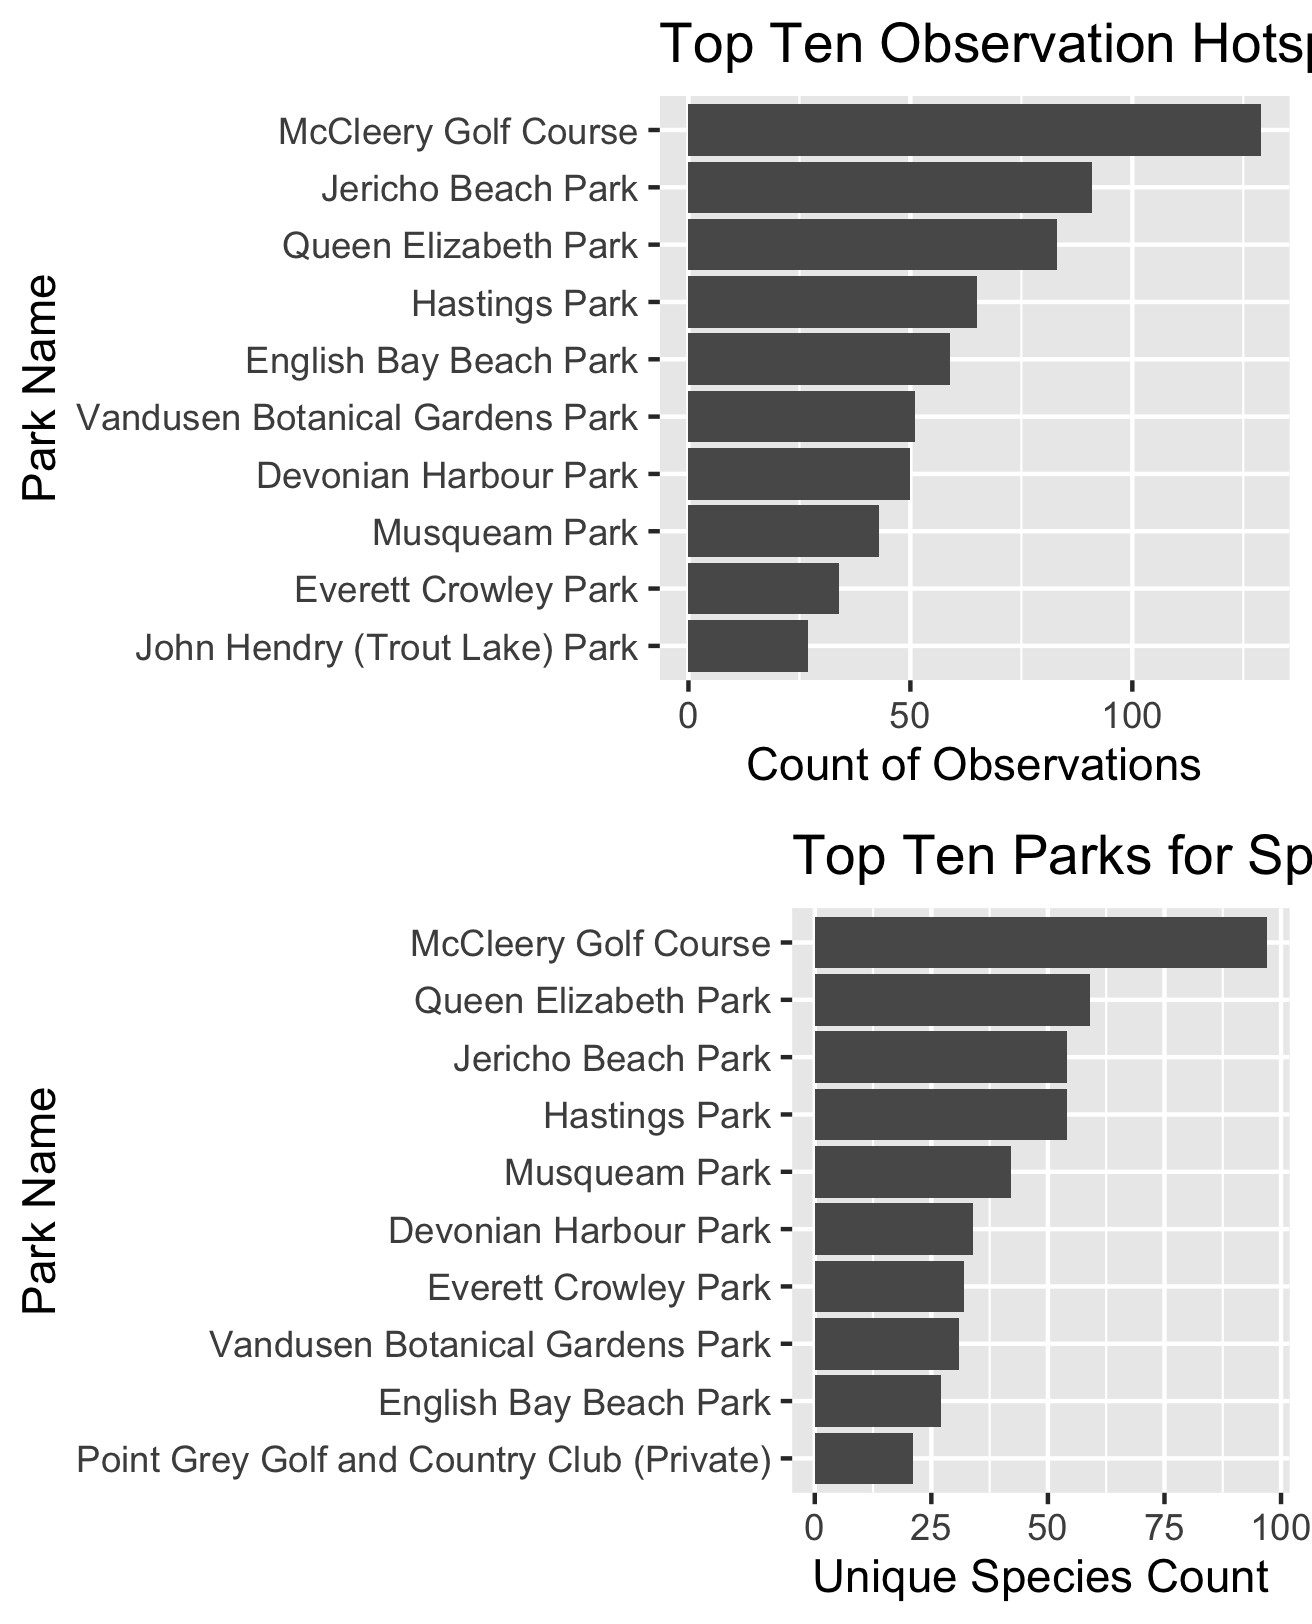 Top Ten Observation Hotsp
McCleery Golf Course
Jericho Beach Park
Queen Elizabeth Park
Hastings Park
English Bay Beach Park
Vandusen Botanical Gardens Park
Devonian Harbour Park
Musqueam Park
Everett Crowley Park
John Hendry (Trout Lake) Park
Park Name
0 50 100
Count of Observations
Top Ten Parks for Sp
McCleery Golf Course
Queen Elizabeth Park
Jericho Beach Park
Hastings Park
Musqueam Park
Devonian Harbour Park
Everett Crowley Park
Vandusen Botanical Gardens Park
English Bay Beach Park
Point Grey Golf and Country Club (Private)
Park Name
0 25 50 75 100
Unique Species Count